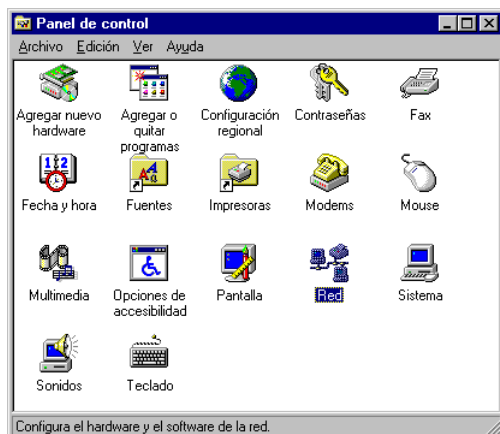 Panel de control
Archivo Edición Ver Ayuda
Agregar nuevo hardware
Agregar o quitar programas
Configuración regional
Contraseñas
Fax
Fecha y hora
Fuentes
Impresoras
Modems
Mouse
Multimedia
Opciones de accesibilidad
Pantalla
Red
Sistema
Sonidos
Teclado
Configura el hardware y el software de la red.